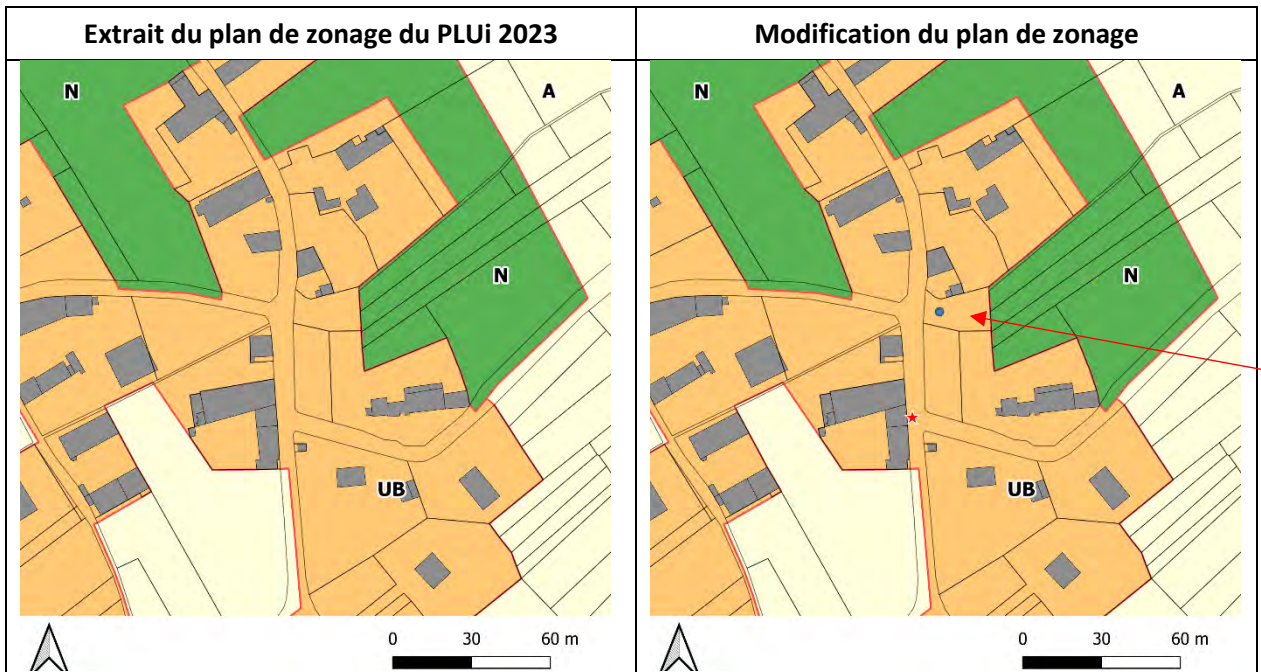 Extrait du plan de zonage du PLUi 2023
Modification du plan de zonage
N
A
N
UB
0 30 60 m
N
A
N
UB
0 30 60 m